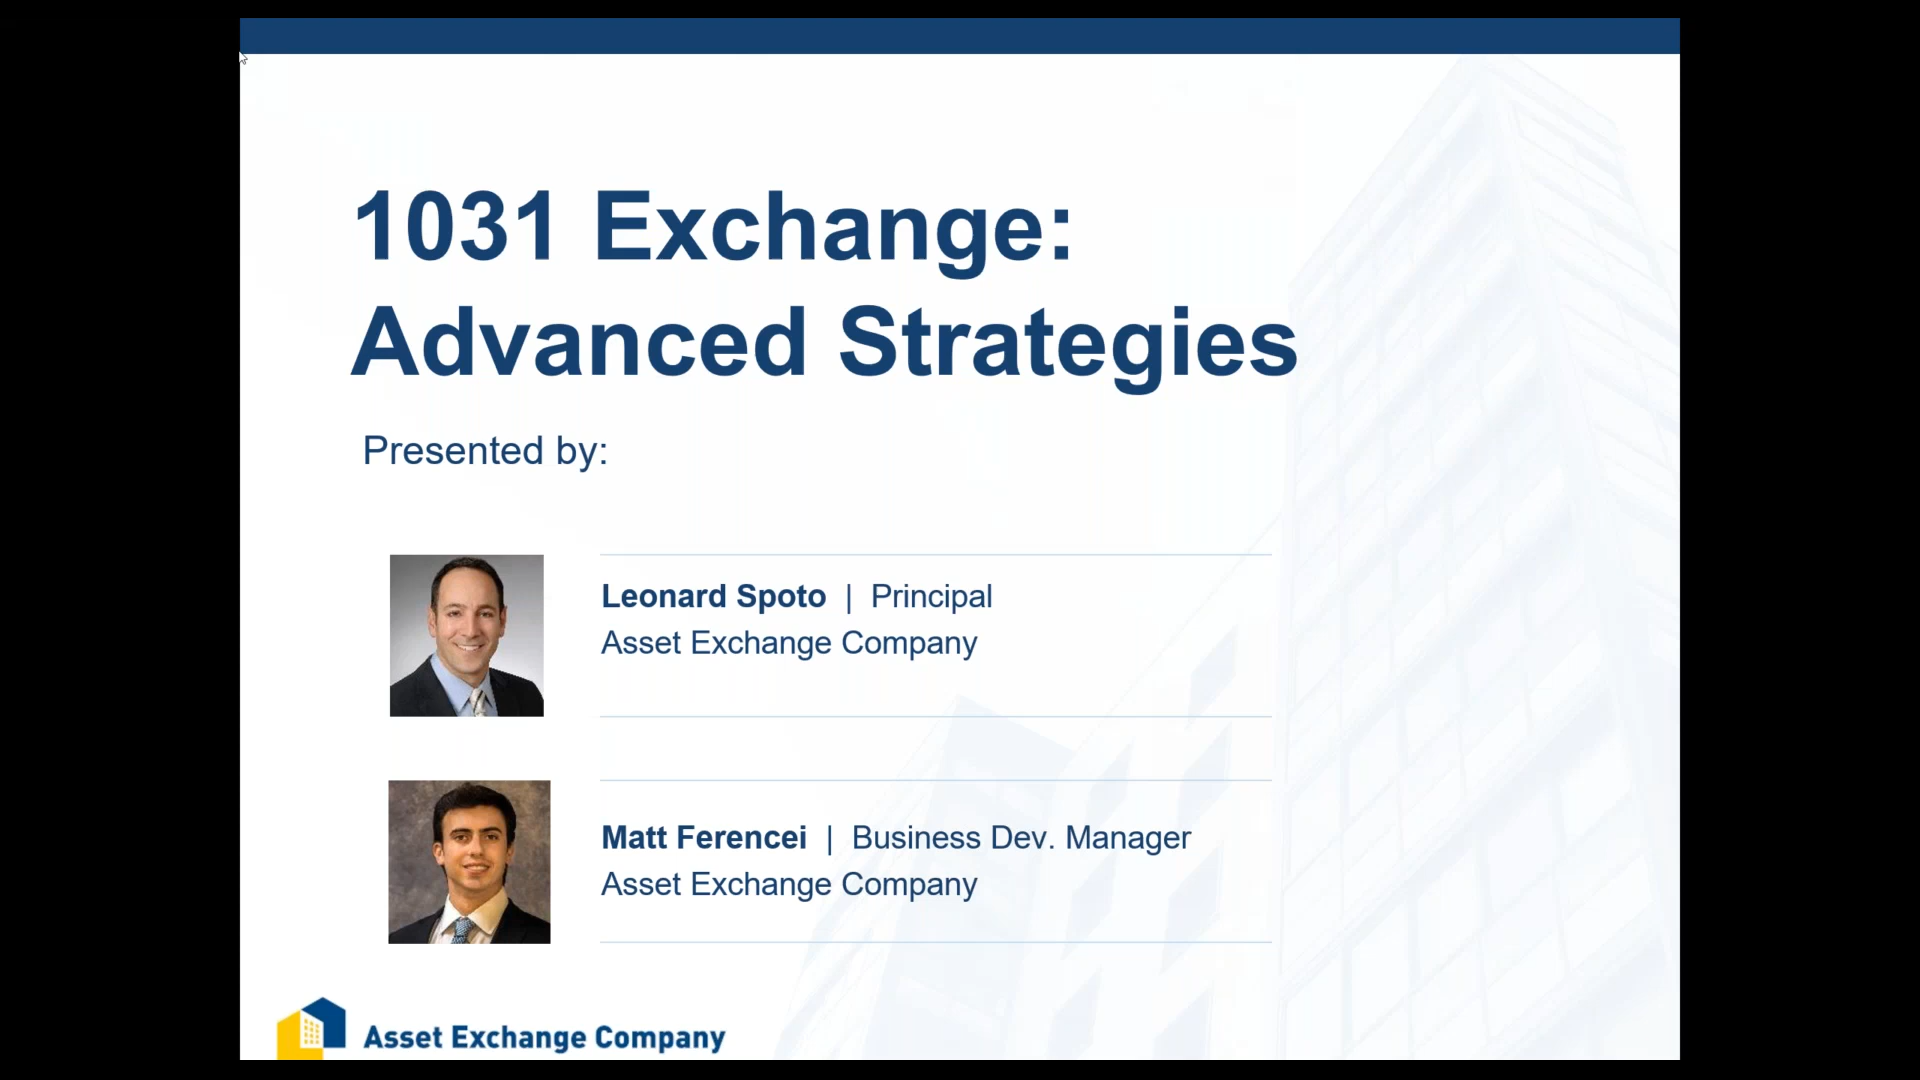 1031 Exchange:
Advanced Strategies
Presented by:
Leonard Spoto | Principal
Asset Exchange Company
Matt Ferencei | Business Dev. Manager
Asset Exchange Company
Asset Exchange Company